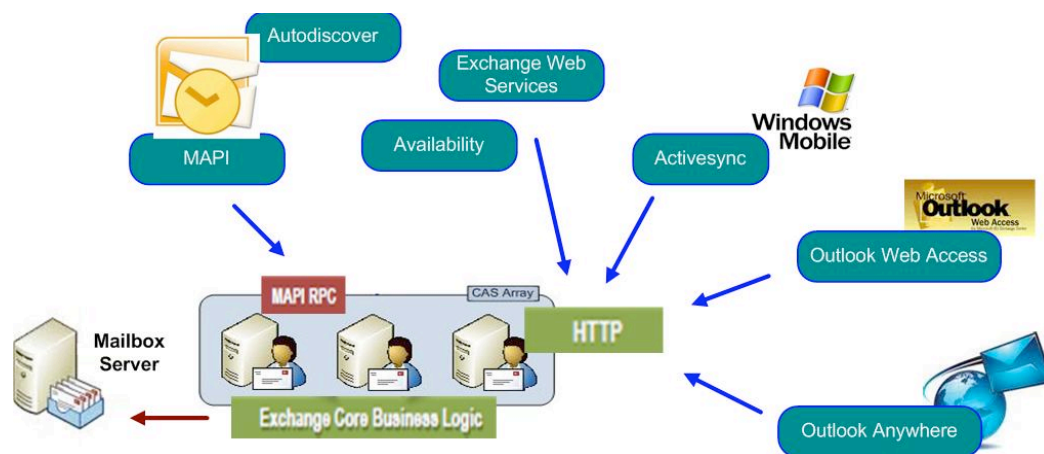 Autodiscover
MAPI
Exchange Web
Services
Availability
Activesync
Windows
Mobile
Microsoft
Outlook
Web Access
Outlook Web Access
MAPI RPC
CAS Array
HTTP
Mailbox
Server
Exchange Core Business Logic
Outlook Anywhere